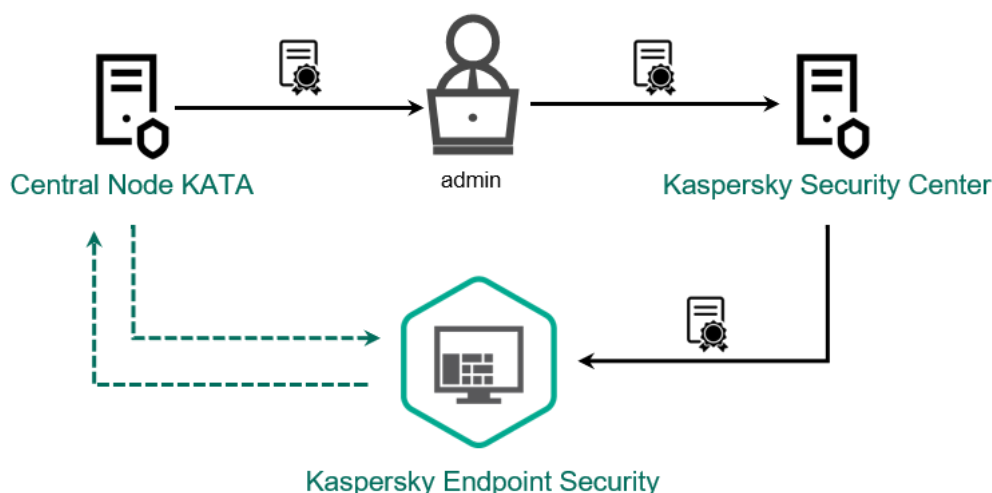 Central Node KATA
admin
Kaspersky Security Center
Kaspersky Endpoint Security